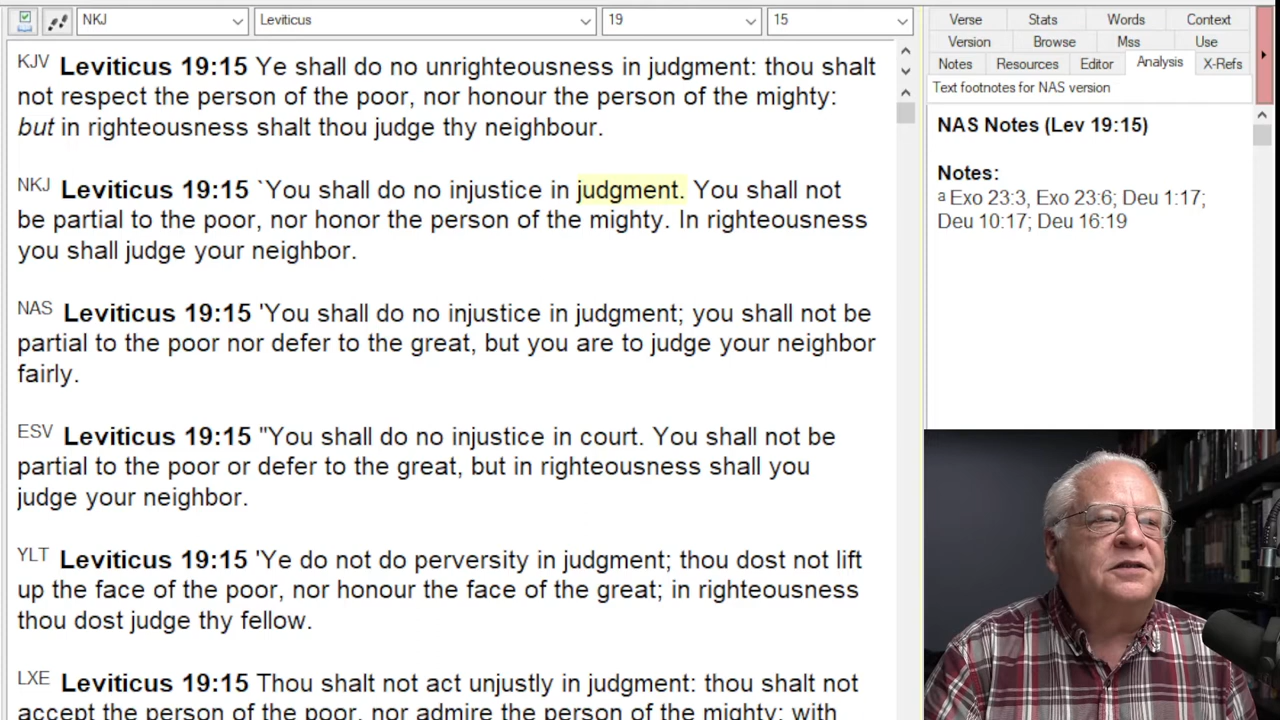 NKJ Leviticus 19 15
KJV Leviticus 19:15 Ye shall do no unrighteousness in judgment: thou shalt
not respect the person of the poor, nor honour the person of the mighty:
but in righteousness shalt thou judge thy neighbour.
NKJ Leviticus 19:15 `You shall do no injustice in judgment. You shall not
be partial to the poor, nor honor the person of the mighty. In righteousness
you shall judge your neighbor.
NAS Leviticus 19:15 'You shall do no injustice in judgment; you shall not be
partial to the poor nor defer to the great, but you are to judge your neighbor
fairly.
ESV Leviticus 19:15 "You shall do no injustice in court. You shall not be
partial to the poor or defer to the great, but in righteousness shall you
judge your neighbor.
YLT Leviticus 19:15 'Ye do not do perversity in judgment; thou dost not lift
up the face of the poor, nor honour the face of the great; in righteousness
thou dost judge thy fellow.
LXE Leviticus 19:15 Thou shalt not act unjustly in judgment: thou shalt not
accept the person of the poor, nor admire the person of the mighty; with
Verse Stats Words Context
Version Browse Mss Use
Notes Resources Editor Analysis X-Refs
Text footnotes for NAS version
NAS Notes (Lev 19:15)
Notes:
a Exo 23:3, Exo 23:6; Deu 1:17;
Deu 10:17; Deu 16:19